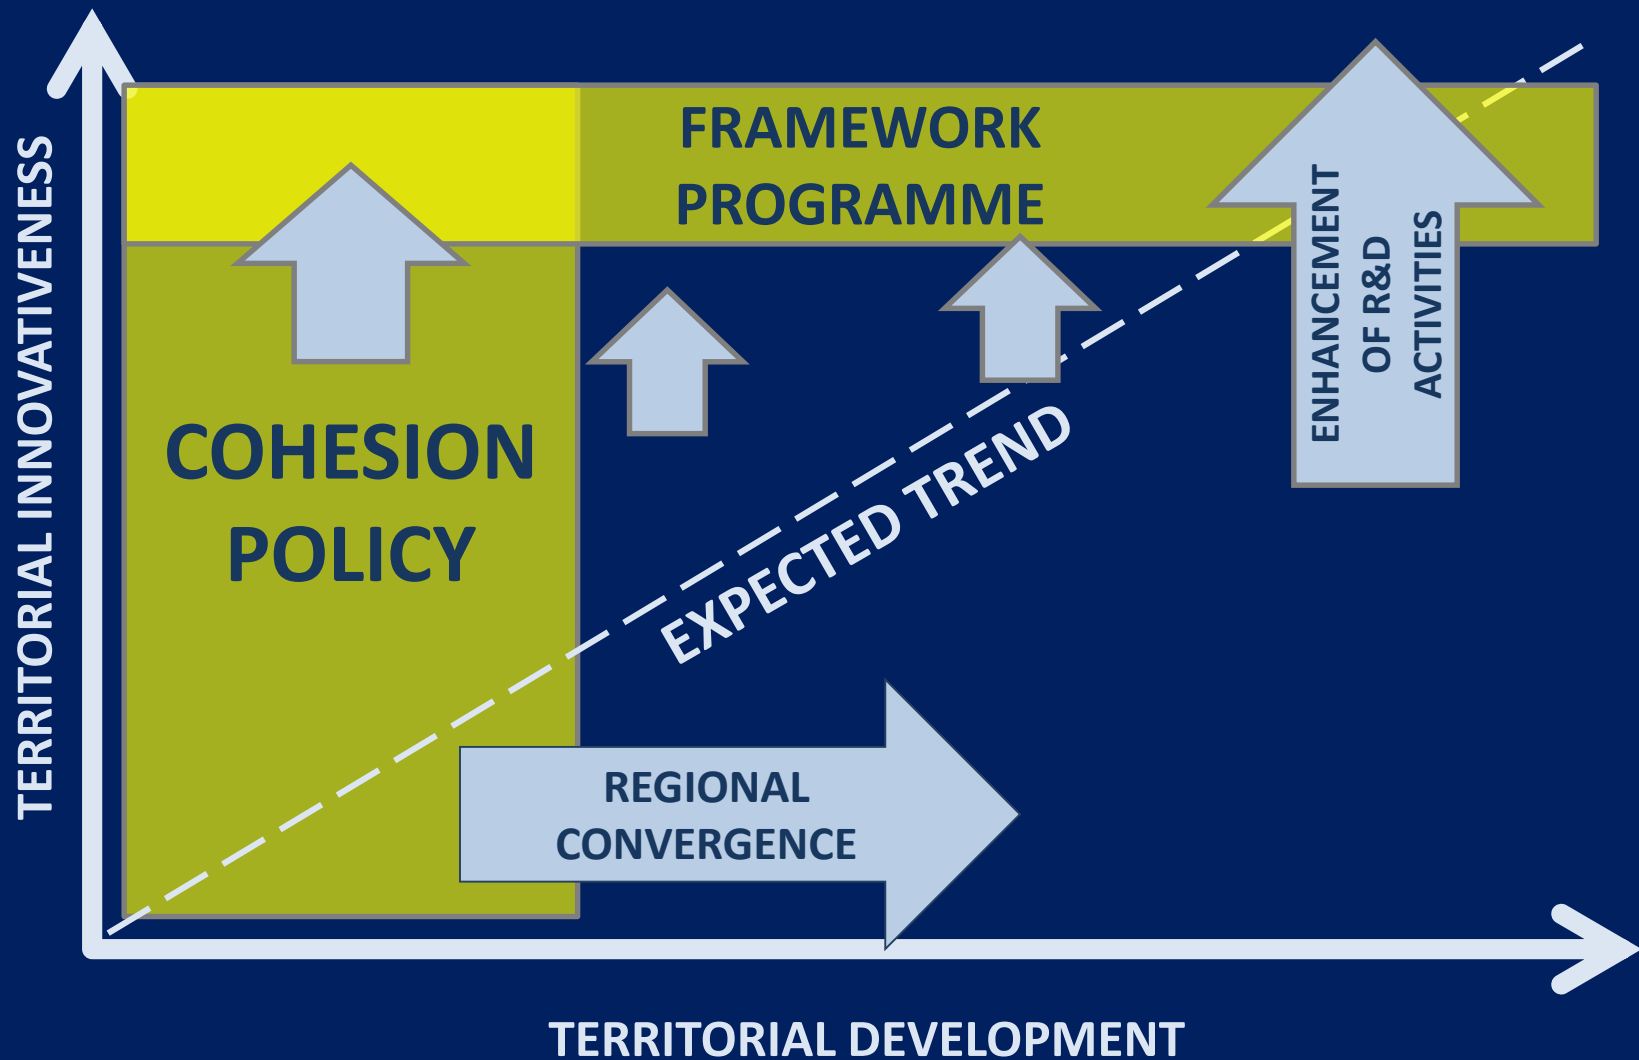 TERRITORIAL INNOVATIVENESS
FRAMEWORK
PROGRAMME
ENHANCEMENT
OF R&D
ACTIVITIES
COHESION
POLICY
EXPECTED TREND
REGIONAL
CONVERGENCE
TERRITORIAL DEVELOPMENT